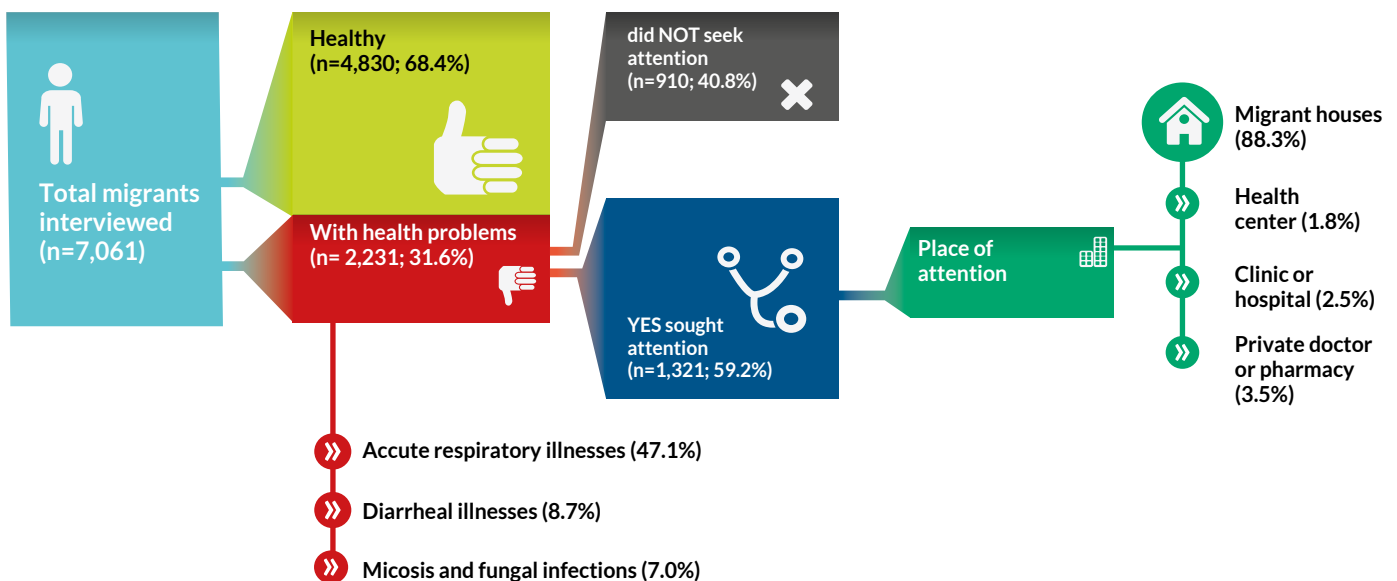 Total migrants
interviewed
(n=7,061)
Healthy
(n=4,830; 68.4%)
With health problems
(n= 2,231; 31.6%)
did NOT seek
attention
(n=910; 40.8%)
YES sought
attention
(n=1,321; 59.2%)
Place of
attention
Migrant houses
(88.3%)
Health
center (1.8%)
Clinic or
hospital (2.5%)
Private doctor
or pharmacy
(3.5%)
Accute respiratory illnesses (47.1%)
Diarrheal illnesses (8.7%)
Micosis and fungal infections (7.0%)